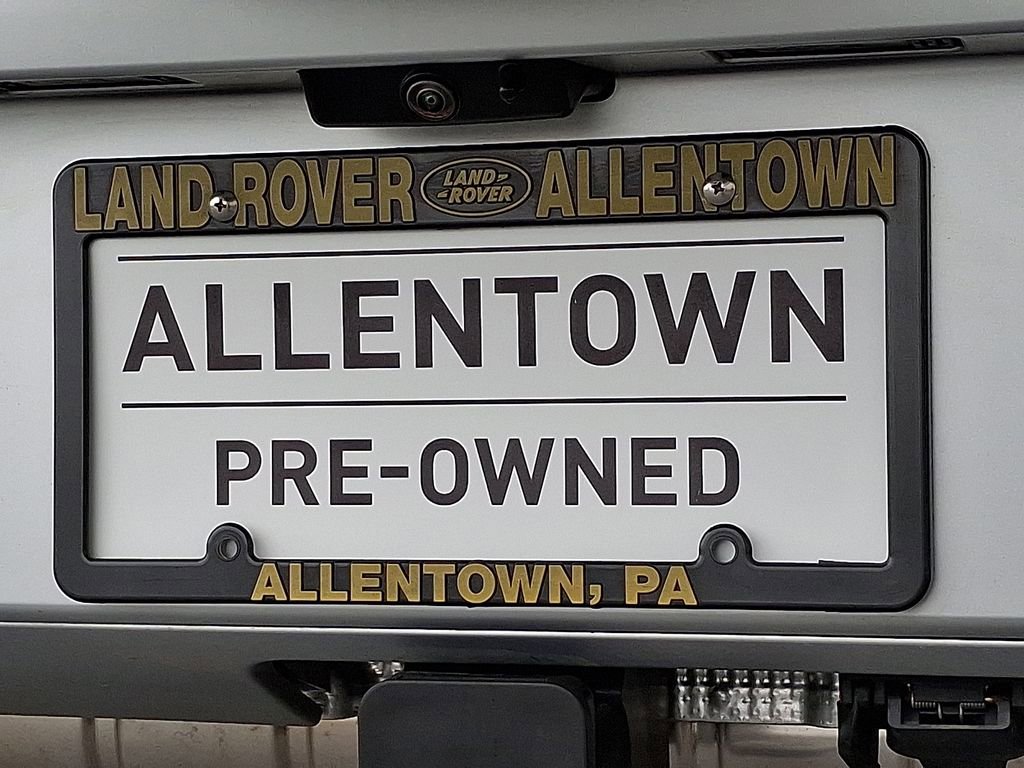 LAND ROVER LAND-ROVER ALLENTOWN
ALLENTOWN
PRE-OWNED
ALLENTOWN, PA